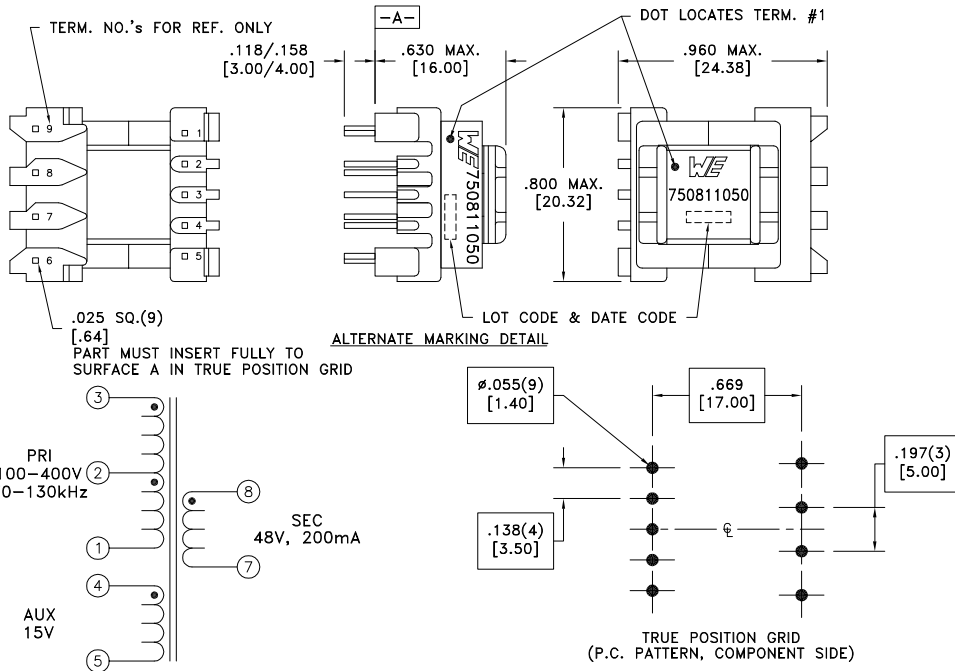 TERM. NO.'s FOR REF. ONLY
-A-
DOT LOCATES TERM. #1
.118/.158
[3.00/4.00]
.630 MAX.
[16.00]
.960 MAX.
[24.38]
9
1
8
2
3
7
4
6
5
WE 750811050
.800 MAX.
[20.32]
WE
750811050
.025 SQ.(9)
[.64]
PART MUST INSERT FULLY TO
SURFACE A IN TRUE POSITION GRID
LOT CODE & DATE CODE
ALTERNATE MARKING DETAIL
3
PRI
100-400V
0-130kHz
2
1
8
SEC
48V, 200mA
7
4
AUX
15V
5
ø.055(9)
[1.40]
.669
[17.00]
.197(3)
[5.00]
.138(4)
[3.50]
℄
TRUE POSITION GRID
(P.C. PATTERN, COMPONENT SIDE)